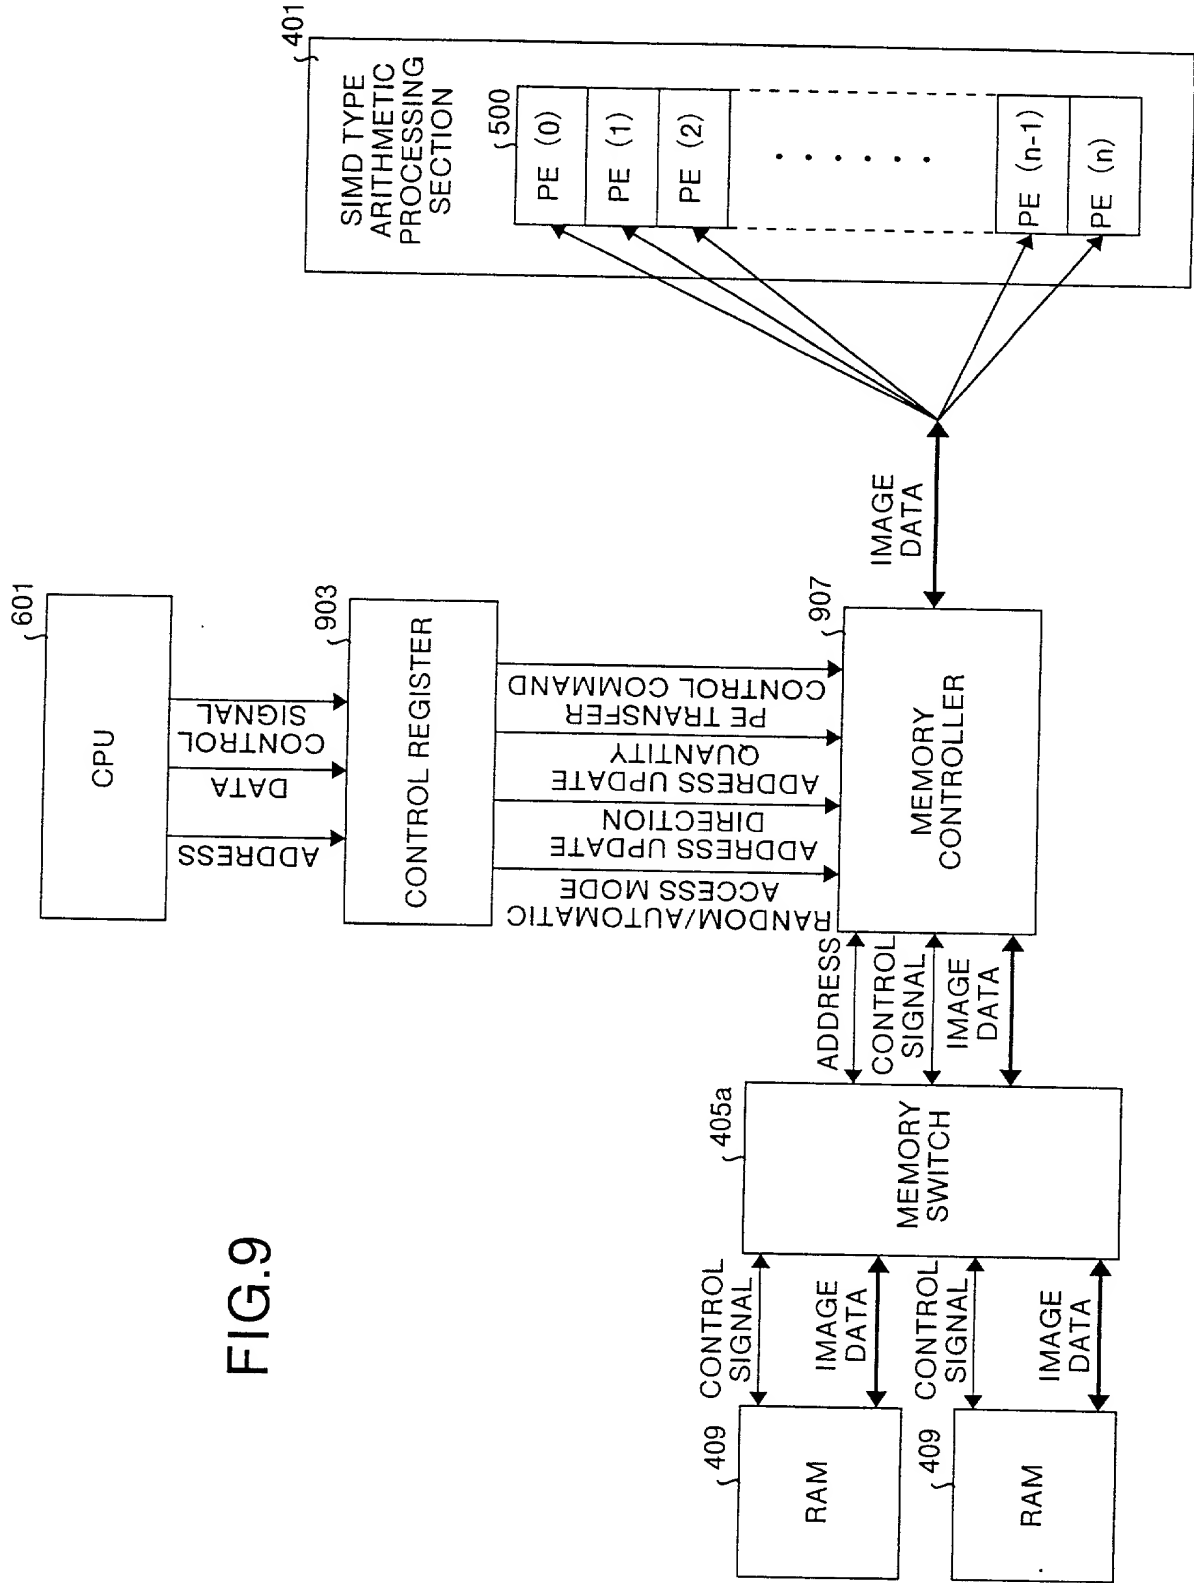 FIG.9
401
SIMD TYPE
ARITHMETIC
PROCESSING
SECTION
500
PE (0)
PE (1)
PE (2)
PE (n-1)
PE (n)
601
CPU
ADDRESS
DATA
CONTROL
SIGNAL
903
CONTROL REGISTER
RANDOM/AUTOMATIC
ACCESS MODE
ADDRESS UPDATE
DIRECTION
ADDRESS UPDATE
QUANTITY
PE TRANSFER
CONTROL COMMAND
907
MEMORY
CONTROLLER
IMAGE
DATA
ADDRESS
CONTROL
SIGNAL
IMAGE
DATA
405a
MEMORY
SWITCH
CONTROL
SIGNAL
IMAGE
DATA
CONTROL
SIGNAL
IMAGE
DATA
409
RAM
409
RAM